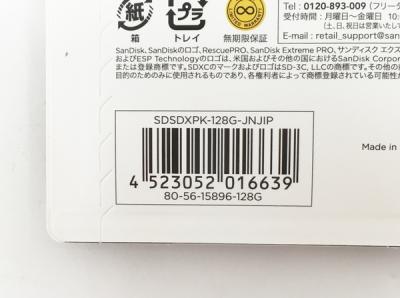 紙
プラ
箱
トレイ
無期限保証
TEL : 0120-893-009 (フリーダ
受付時間 : 月曜日～金曜日 10:
E-mail : retail_support@san
SanDisk、SanDiskのロゴ、RescuePRO、SanDisk Extreme PRO、サンディスク エクス
およびESP Technologyのロゴは、米国およびその他の国におけるSanDisk Corpor
または登録商標です。SDXCのマークおよびロゴはSD-3C, LLCの商標です。その他の
目的のためのみに使用されるものであり、各権利者によって商標登録されている可能性が
SDSDXPK-128G-JNJIP
4 523052 016639
80-56-15896-128G
Made in